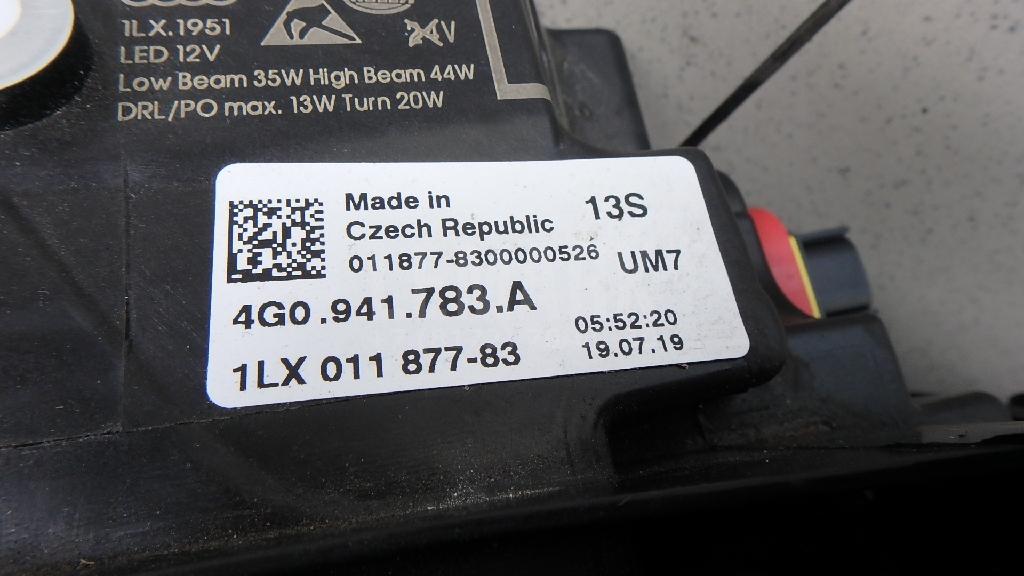 1LX.1951
24V
LED 12V
Low Beam 35W High Beam 44W
DRL/PO max. 13W Turn 20W
Made in
Czech Republic
13S
011877-8300000526
UM7
4G0.941.783.A
05:52:20
1LX 011 877-83
19.07.19